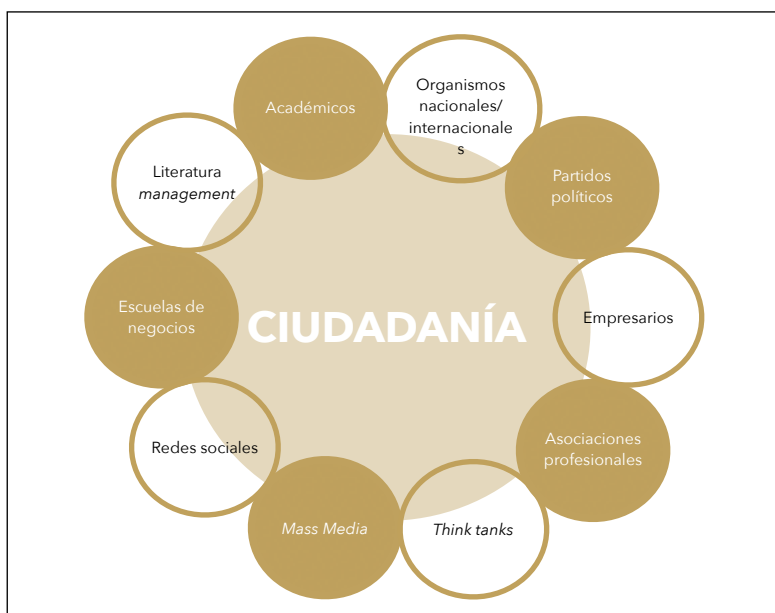 Organismos
nacionales/
internacionale
s
Académicos
Partidos
políticos
Literatura
management
Escuelas de
negocios
CIUDADANÍA
Empresarios
Redes sociales
Asociaciones
profesionales
Mass Media
Think tanks